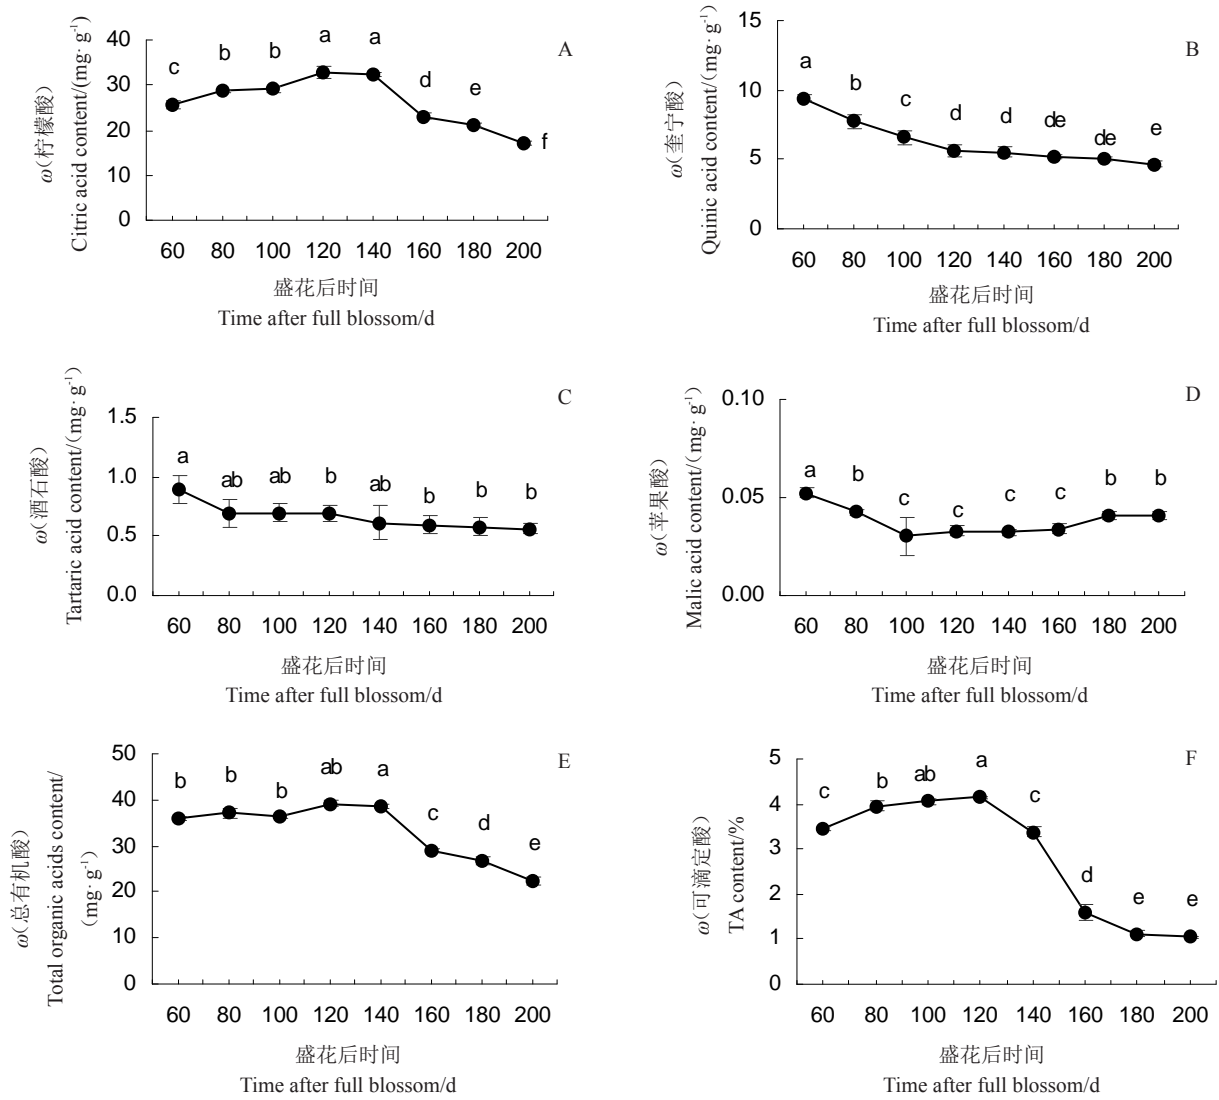 A
ω(柠檬酸)
Citric acid content/(mg·g⁻¹)
40
30
20
10
0
c
b
b
a
a
d
e
f
60 80 100 120 140 160 180 200
盛花后时间
Time after full blossom/d
B
ω(奎宁酸)
Quinic acid content/(mg·g⁻¹)
15
10
5
0
a
b
c
d
d
de
de
e
60 80 100 120 140 160 180 200
盛花后时间
Time after full blossom/d
C
ω(酒石酸)
Tartaric acid content/(mg·g⁻¹)
1.5
1.0
0.5
0.0
a
ab
ab
b
ab
b
b
b
60 80 100 120 140 160 180 200
盛花后时间
Time after full blossom/d
D
ω(苹果酸)
Malic acid content/(mg·g⁻¹)
0.10
0.05
0.00
a
b
c
c
c
c
b
b
60 80 100 120 140 160 180 200
盛花后时间
Time after full blossom/d
E
ω(总有机酸)
Total organic acids content/
(mg·g⁻¹)
50
40
30
20
10
0
b
b
b
ab
a
c
d
e
60 80 100 120 140 160 180 200
盛花后时间
Time after full blossom/d
F
ω(可滴定酸)
TA content/%
5
4
3
2
1
0
c
b
ab
a
c
d
e
e
60 80 100 120 140 160 180 200
盛花后时间
Time after full blossom/d